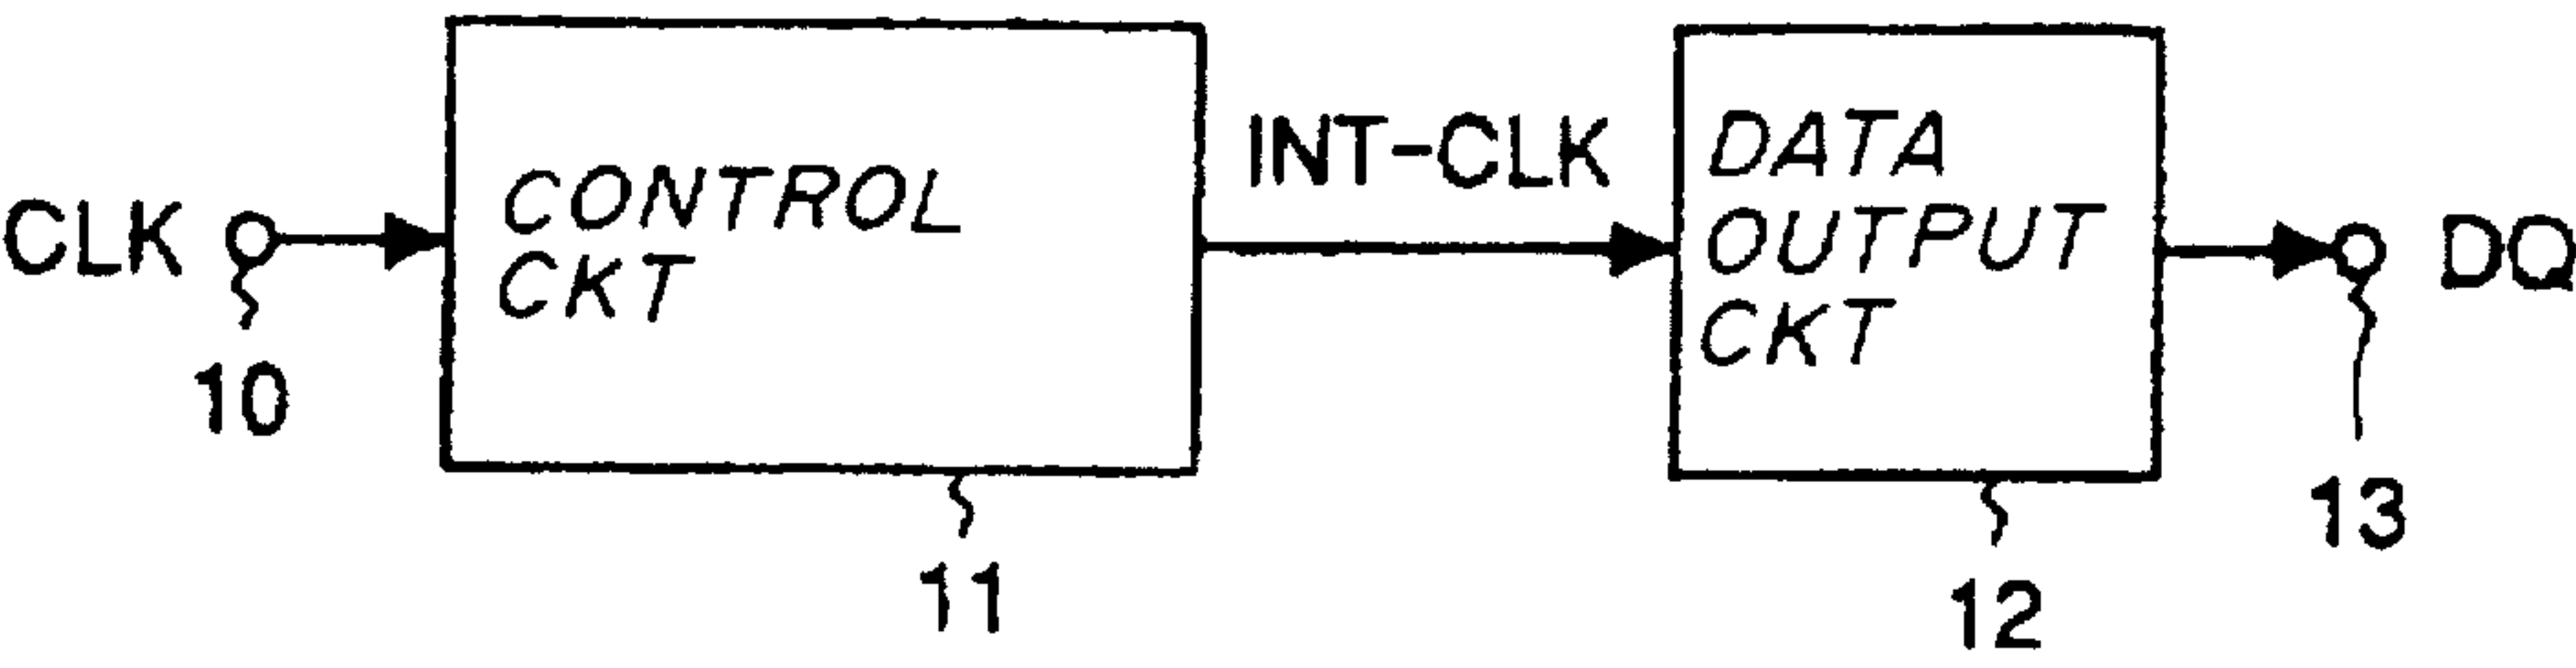 CLK
10
CONTROL
CKT
11
INT-CLK
DATA
OUTPUT
CKT
12
DQ
13